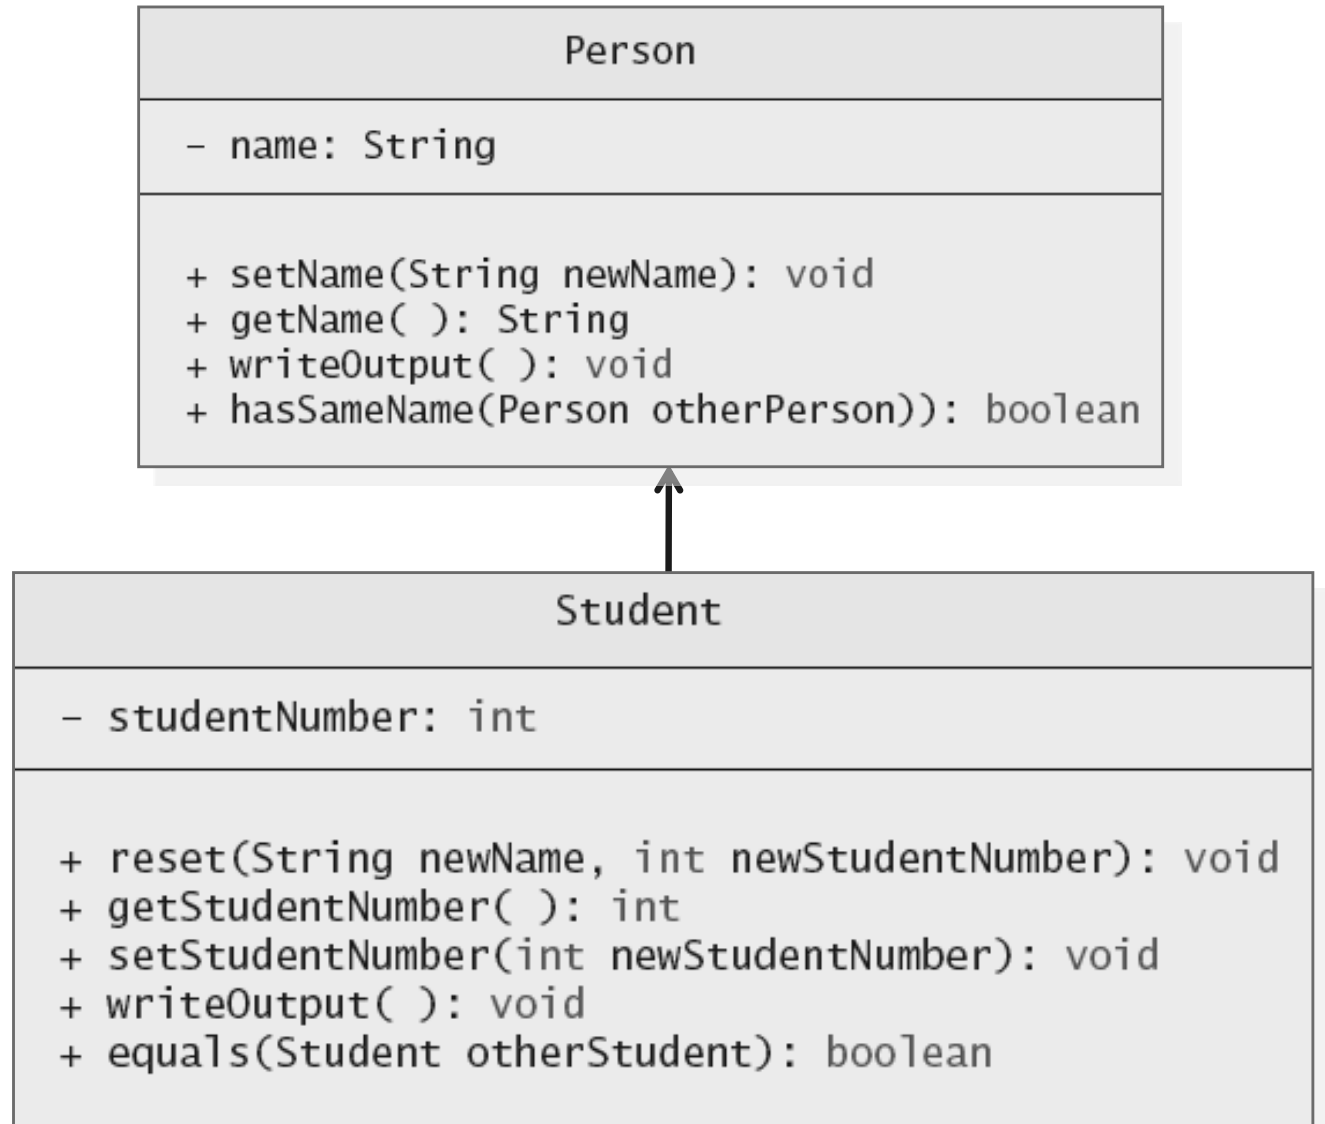 Person
- name: String
+ setName(String newName): void
+ getName( ): String
+ writeOutput( ): void
+ hasSameName(Person otherPerson)): boolean
Student
- studentNumber: int
+ reset(String newName, int newStudentNumber): void
+ getStudentNumber( ): int
+ setStudentNumber(int newStudentNumber): void
+ writeOutput( ): void
+ equals(Student otherStudent): boolean